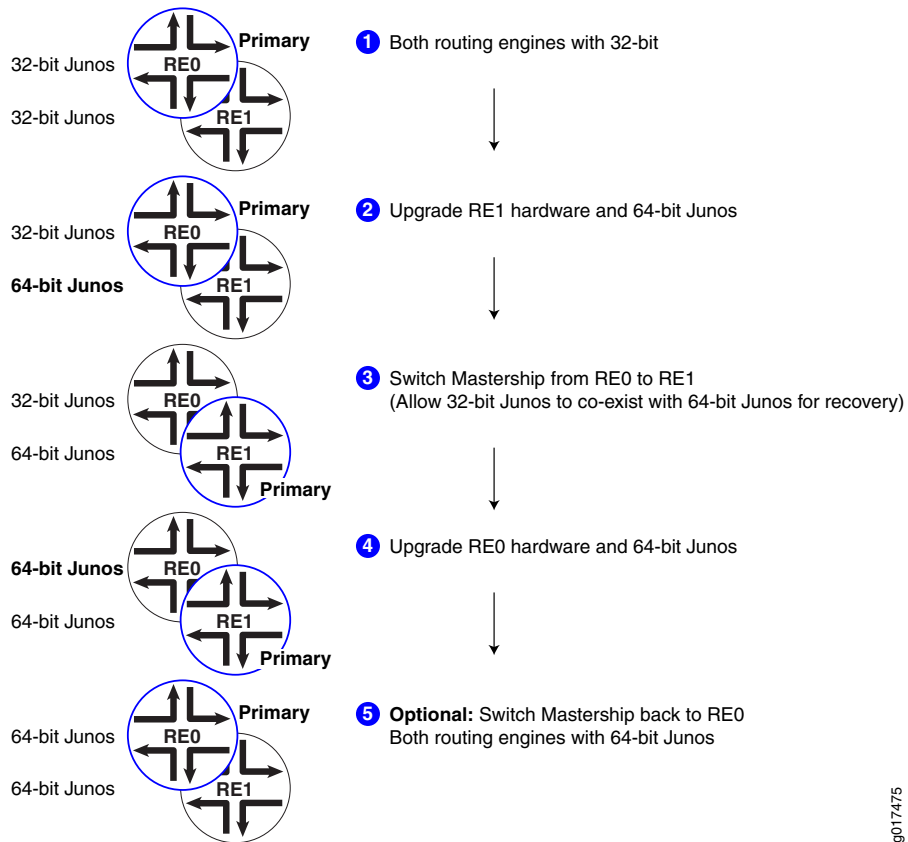 Primary
1 Both routing engines with 32-bit
32-bit Junos
RE0
32-bit Junos
RE1
Primary
2 Upgrade RE1 hardware and 64-bit Junos
32-bit Junos
RE0
64-bit Junos
RE1
3 Switch Mastership from RE0 to RE1
(Allow 32-bit Junos to co-exist with 64-bit Junos for recovery)
32-bit Junos
RE0
64-bit Junos
RE1
Primary
4 Upgrade RE0 hardware and 64-bit Junos
64-bit Junos
RE0
64-bit Junos
RE1
Primary
Primary
5 Optional: Switch Mastership back to RE0
Both routing engines with 64-bit Junos
64-bit Junos
RE0
64-bit Junos
RE1
g017475